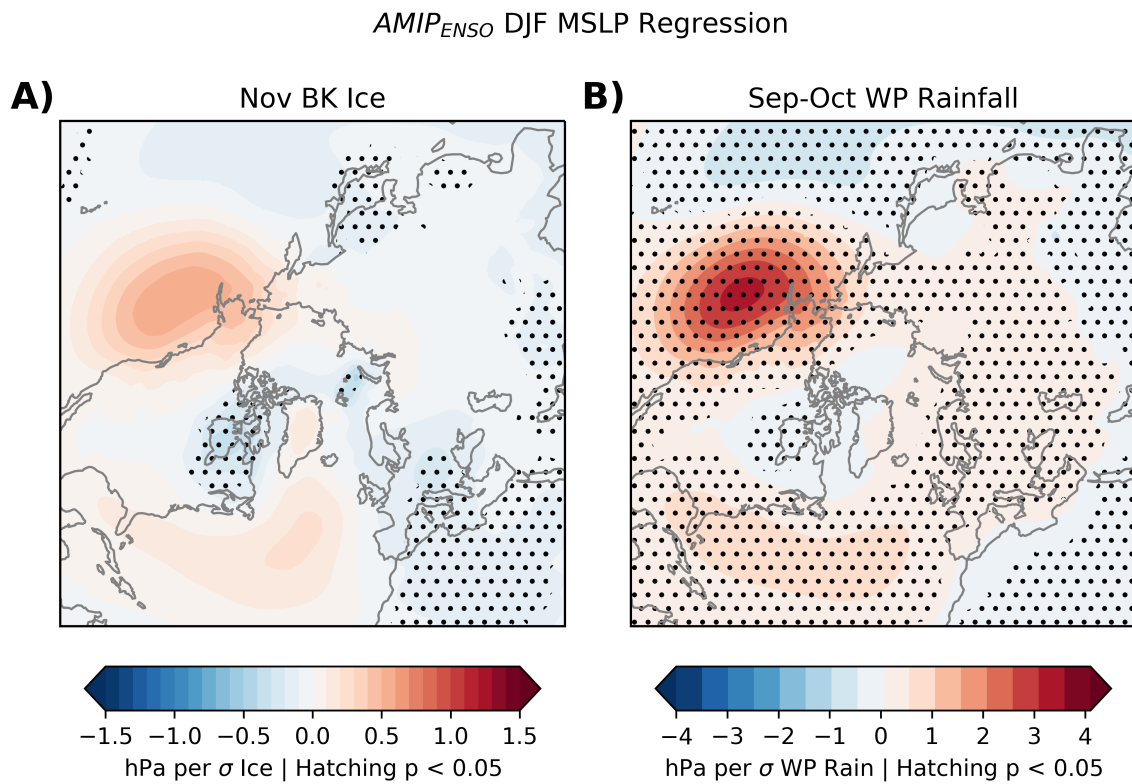 AMIP_ENSO DJF MSLP Regression
A)
Nov BK Ice
B)
Sep-Oct WP Rainfall
−1.5 −1.0 −0.5 0.0 0.5 1.0 1.5
hPa per σ Ice | Hatching p < 0.05
−4 −3 −2 −1 0 1 2 3 4
hPa per σ WP Rain | Hatching p < 0.05